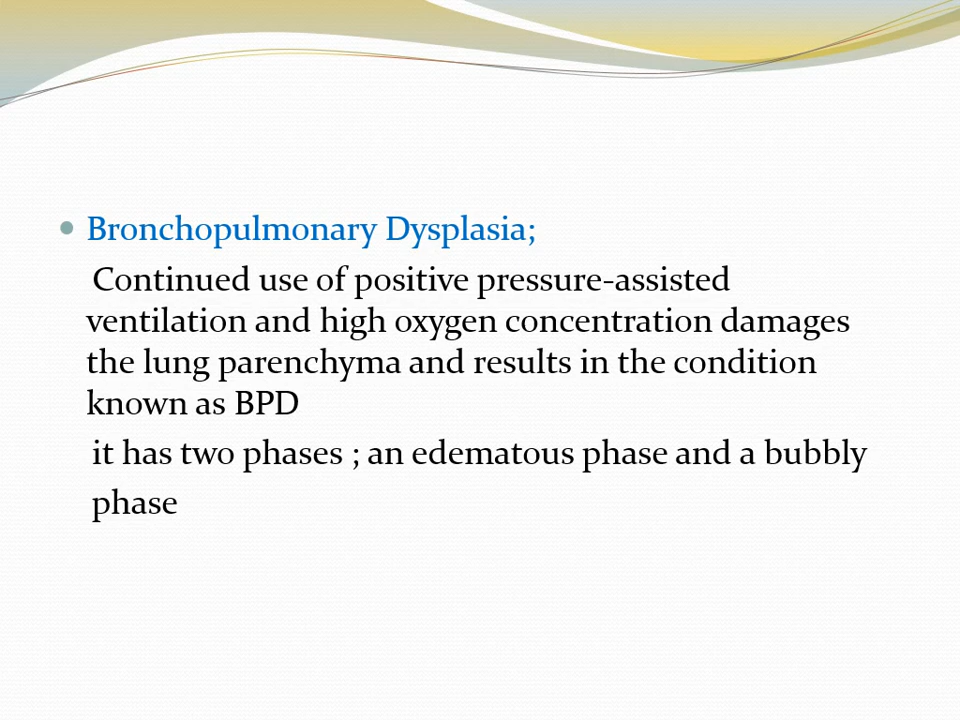 Bronchopulmonary Dysplasia;
Continued use of positive pressure-assisted
ventilation and high oxygen concentration damages
the lung parenchyma and results in the condition
known as BPD
it has two phases ; an edematous phase and a bubbly
phase